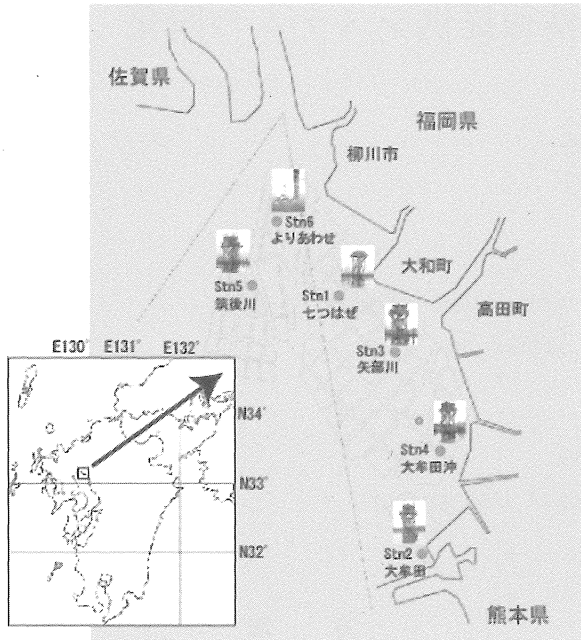 佐賀県
福岡県
柳川市
Stn6
よりあわせ
大和町
Stn5
筑後川
Stn1
七つはぜ
高田町
Stn3
矢部川
E130° E131° E132°
N34°
Stn4
大牟田沖
N33°
N32°
Stn2
大牟田
熊本県